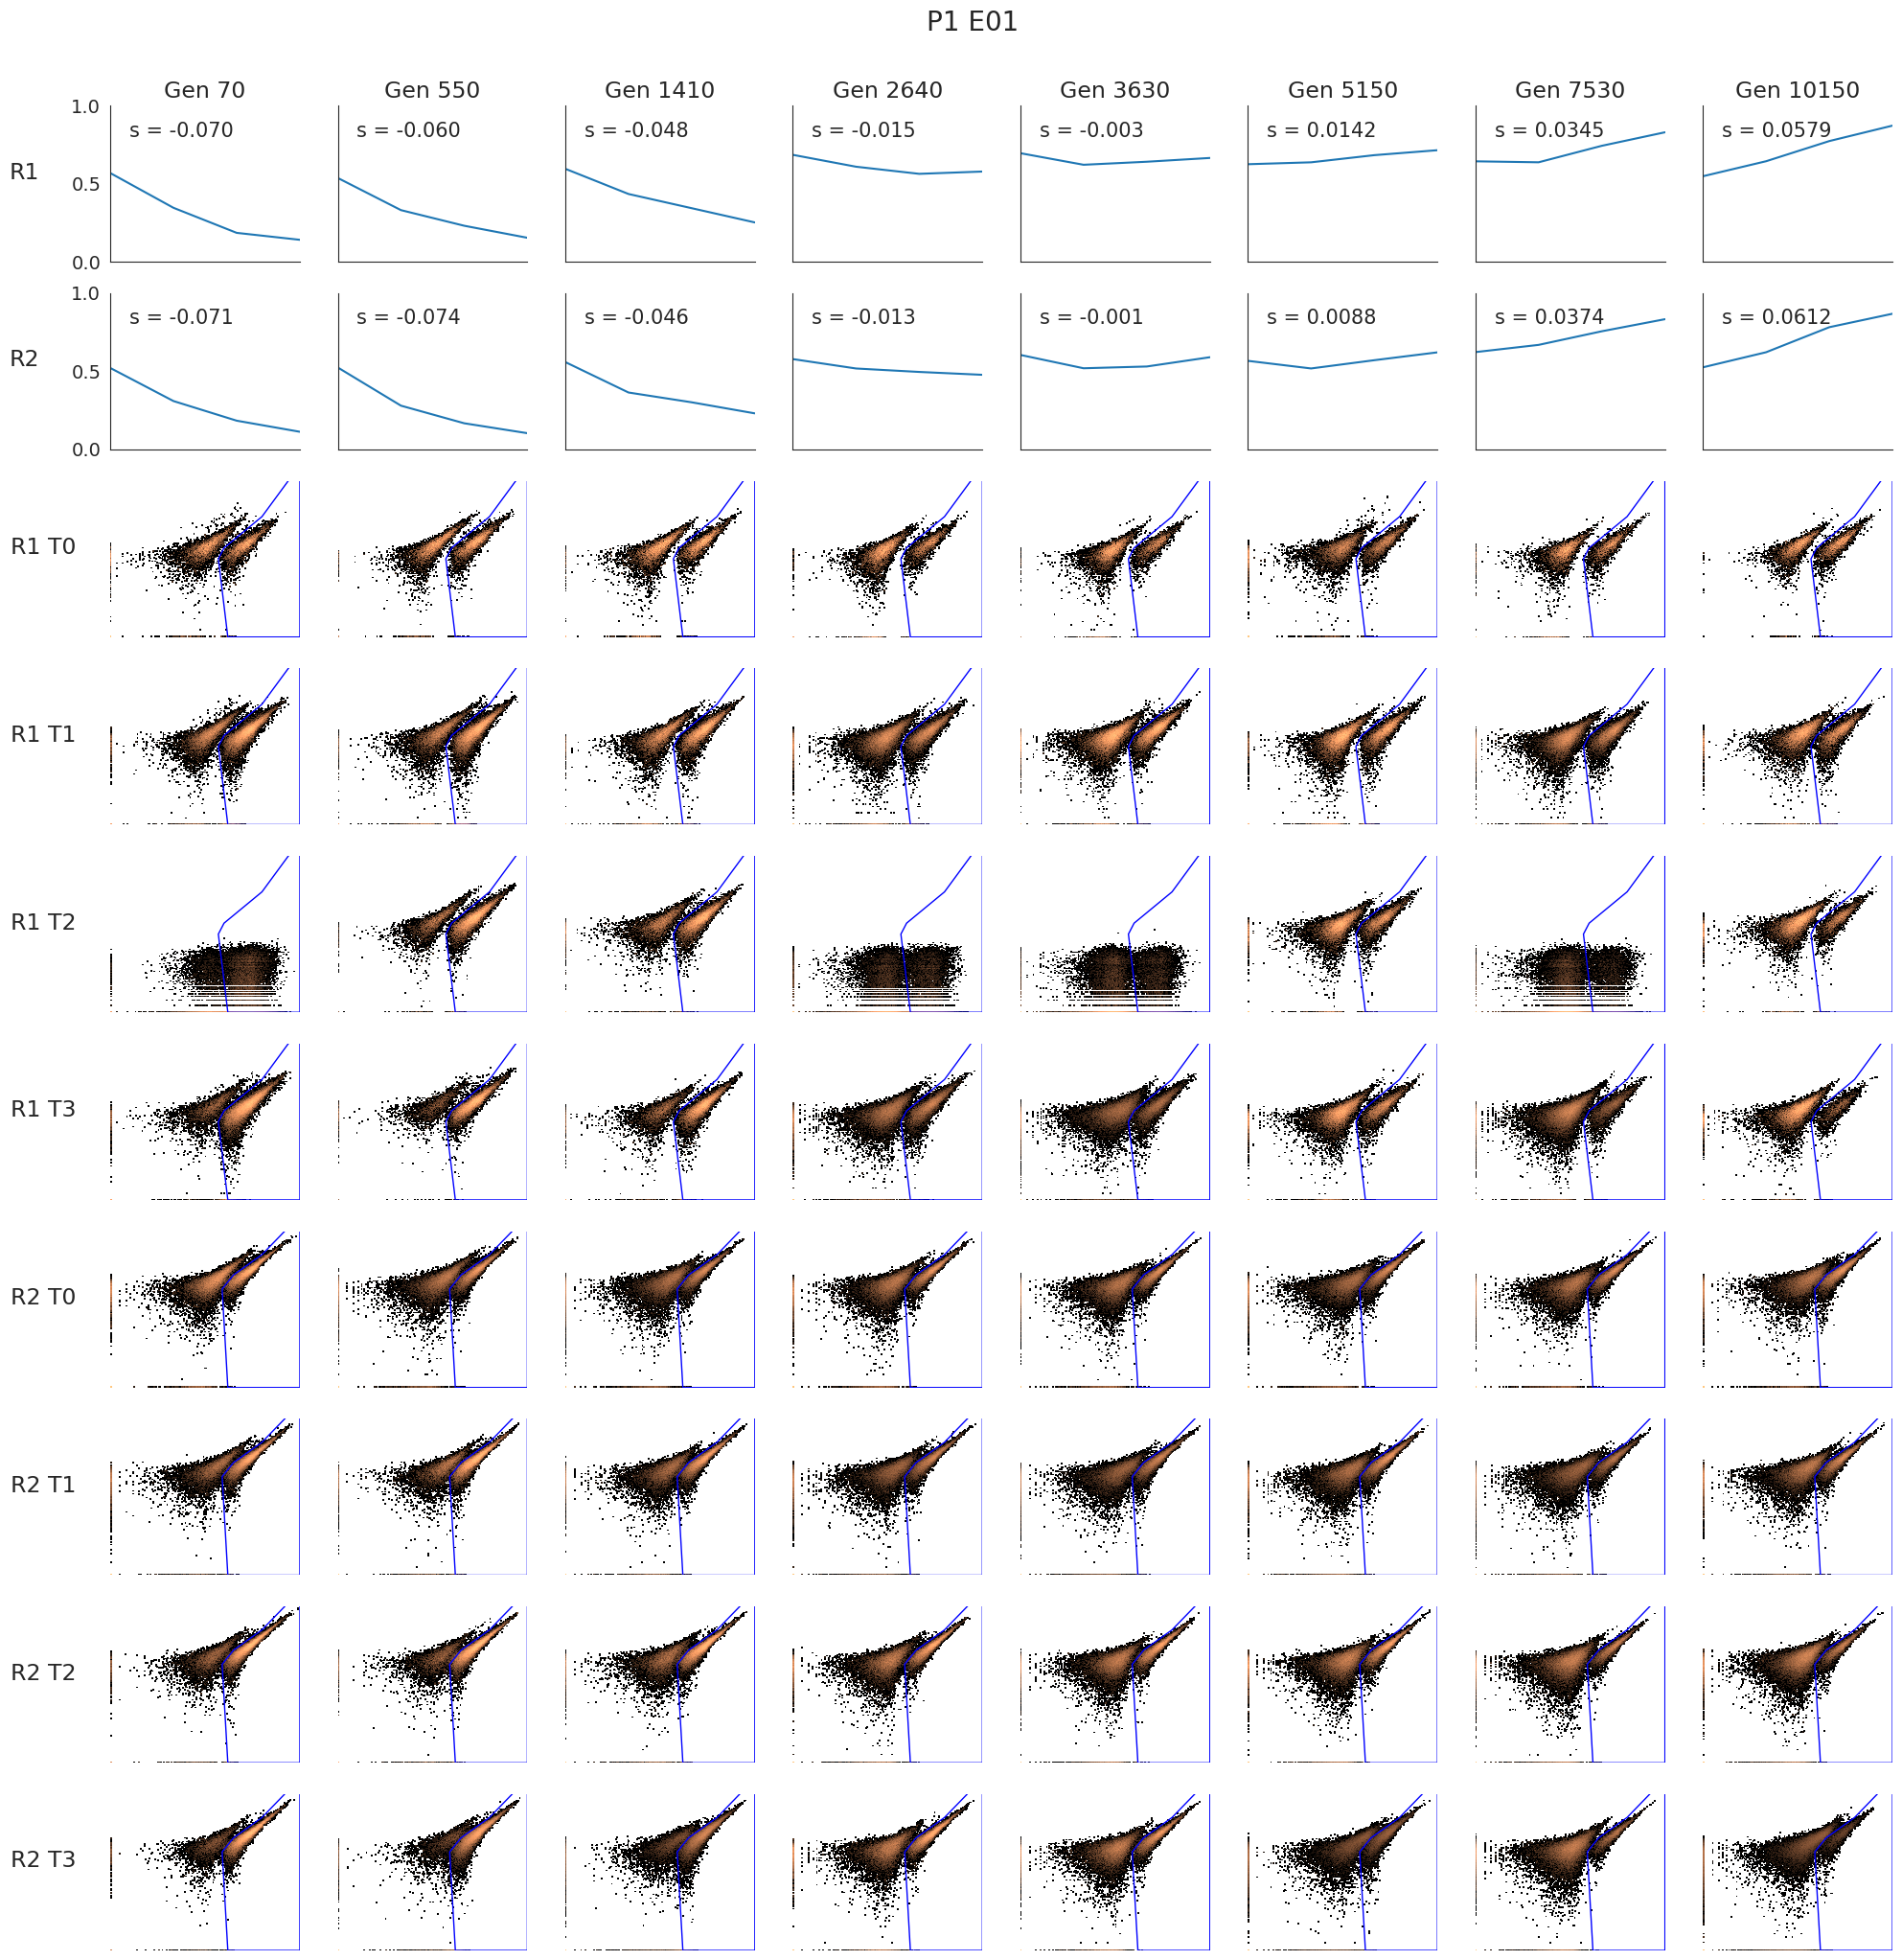 P1 E01
Gen 70 Gen 550 Gen 1410 Gen 2640 Gen 3630 Gen 5150 Gen 7530 Gen 10150
1.0
s = -0.070 s = -0.060 s = -0.048 s = -0.015 s = -0.003 s = 0.0142 s = 0.0345 s = 0.0579
R1
0.5
0.0
1.0
s = -0.071 s = -0.074 s = -0.046 s = -0.013 s = -0.001 s = 0.0088 s = 0.0374 s = 0.0612
R2
0.5
0.0
R1 T0
R1 T1
R1 T2
R1 T3
R2 T0
R2 T1
R2 T2
R2 T3